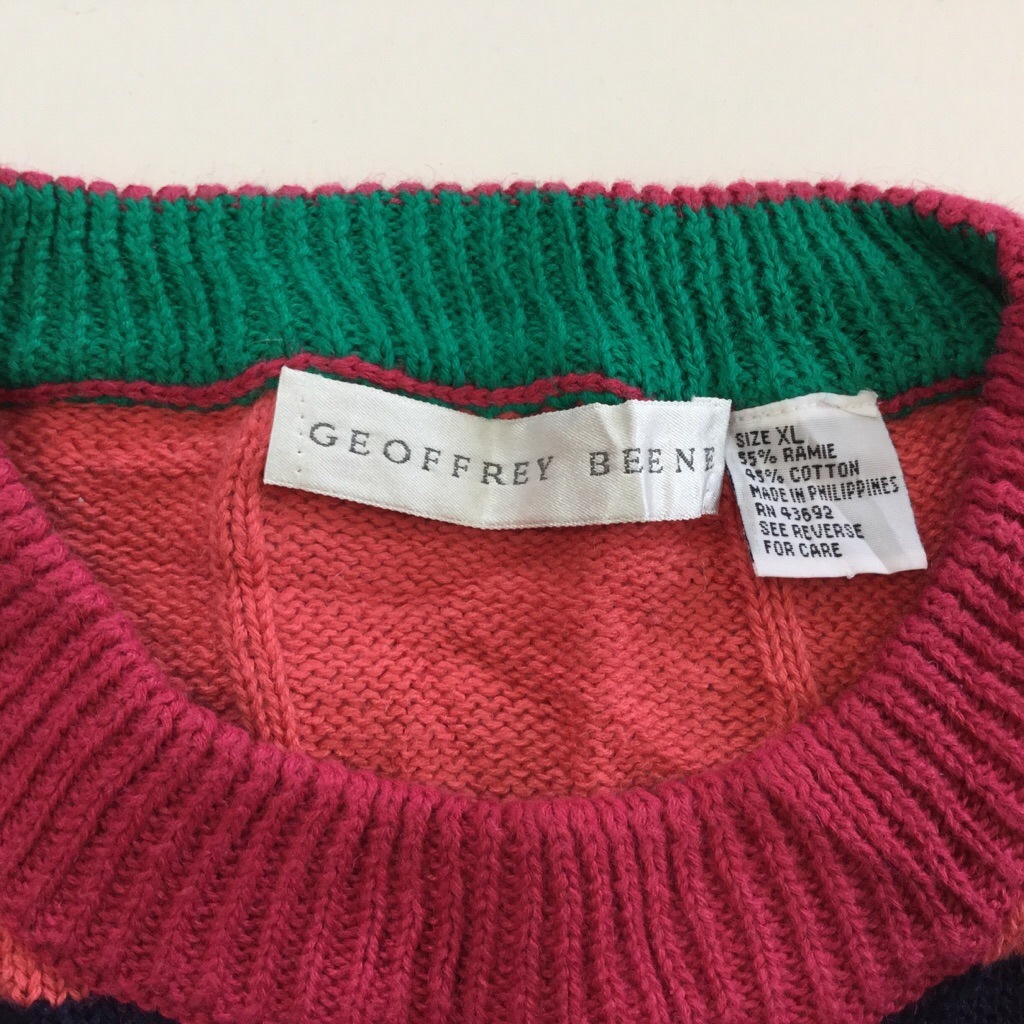 GEOFFREY BEENE
SIZE XL
55% RAMIE
45% COTTON
MADE IN PHILIPPINES
RN 43692
SEE REVERSE
FOR CARE